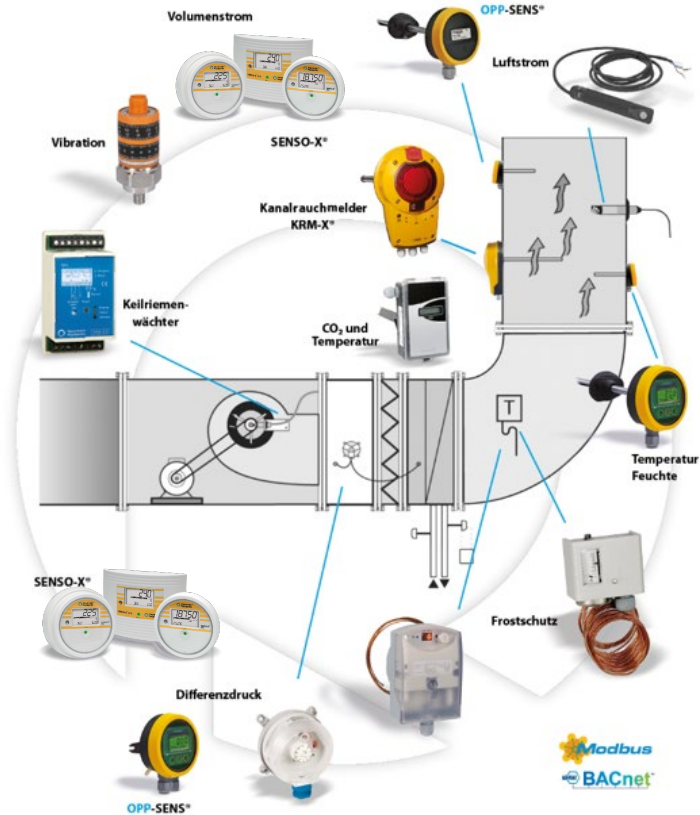 Volumenstrom
OPP-SENS®
Luftstrom
Vibration
SENSO-X®
Kanalrauchmelder
KRM-X®
Keilriemen-
wächter
CO₂ und
Temperatur
T
Temperatur
Feuchte
SENSO-X®
Frostschutz
Differenzdruck
OPP-SENS®
Modbus
BACnet™